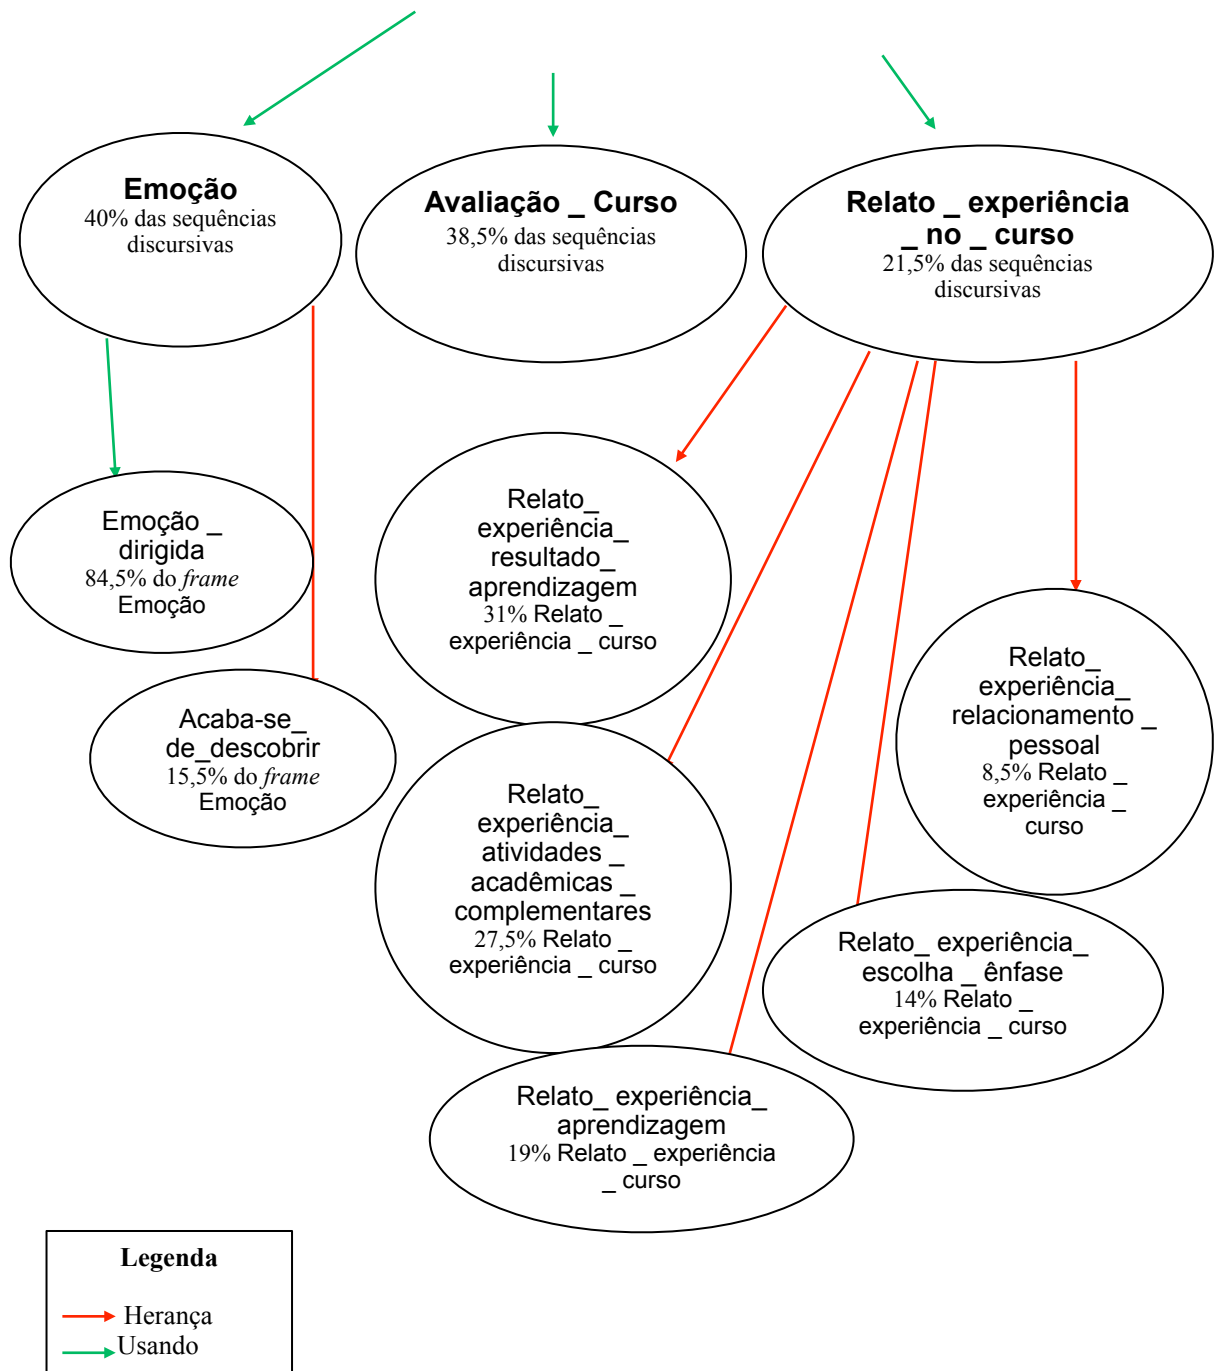 Emoção
40% das sequências
discursivas
Avaliação _ Curso
38,5% das sequências
discursivas
Relato _ experiência
_ no _ curso
21,5% das sequências
discursivas
Emoção _
dirigida
84,5% do frame
Emoção
Acaba-se_
de_descobrir
15,5% do frame
Emoção
Relato_
experiência_
resultado_
aprendizagem
31% Relato _
experiência _ curso
Relato_
experiência_
atividades _
acadêmicas _
complementares
27,5% Relato _
experiência _ curso
Relato_ experiência_
aprendizagem
19% Relato _ experiência
_ curso
Relato_ experiência_
escolha _ ênfase
14% Relato _
experiência _ curso
Relato_
experiência_
relacionamento _
pessoal
8,5% Relato _
experiência _
curso
Legenda
Herança
Usando